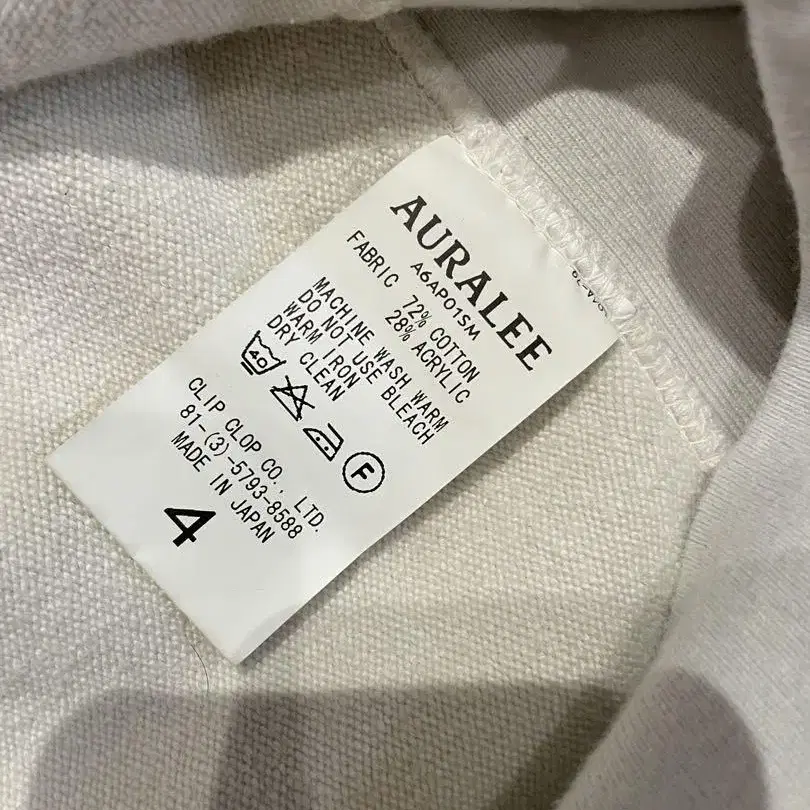 AURALEE
A6AP01SM
FABRIC 72% COTTON
28% ACRYLIC
MACHINE WASH WARM
DO NOT USE BLEACH
WARM IRON
DRY CLEAN
40
F
CLIP CLOP CO., LTD.
81-(3)-5793-8588
MADE IN JAPAN
4